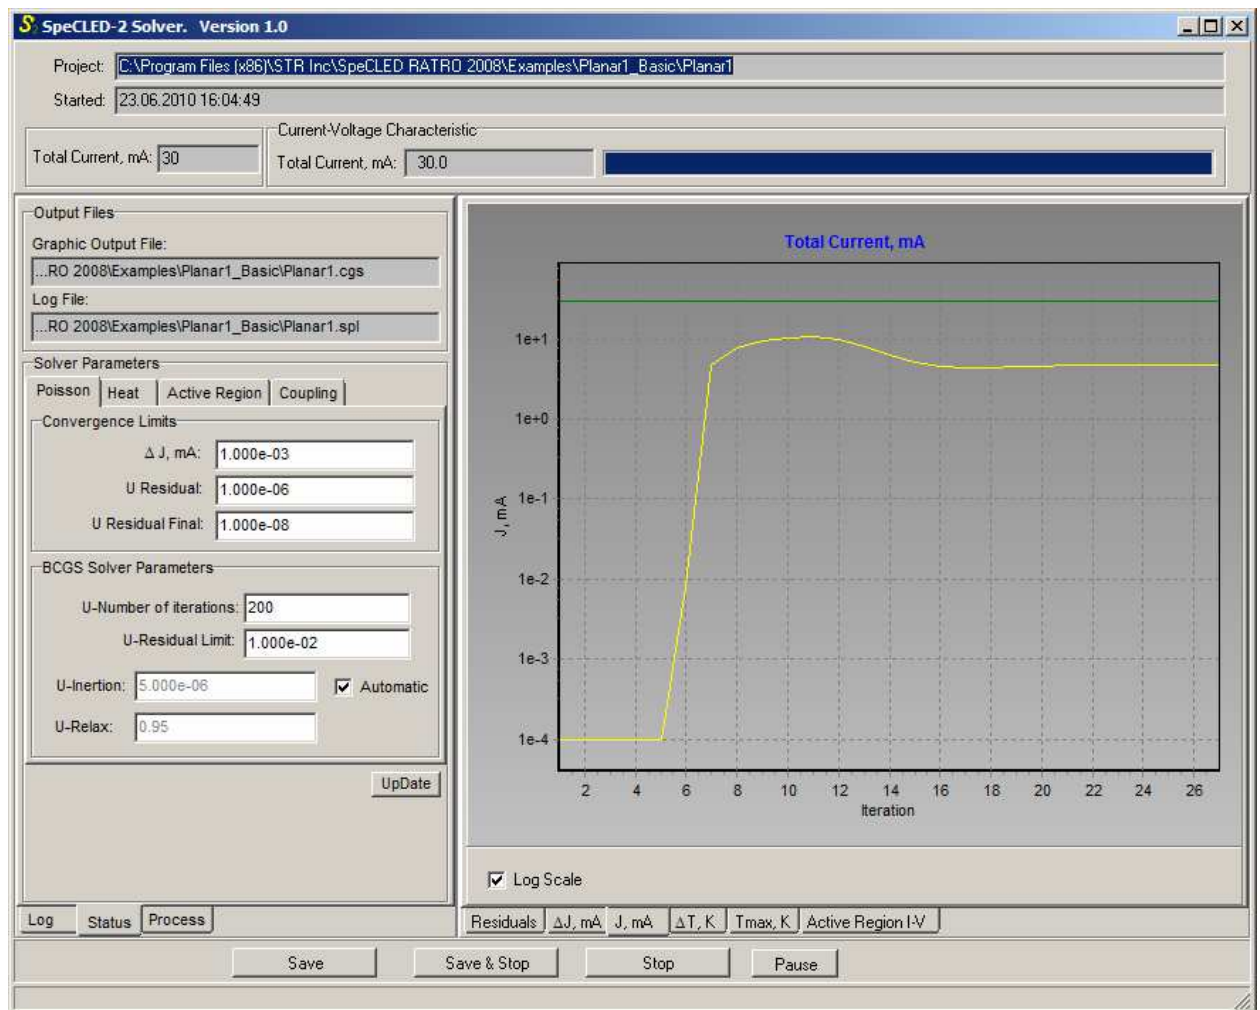 SpeCLED-2 Solver. Version 1.0
Project: C:\Program Files (x86)\STR Inc\SpeCLED RATRO 2008\Examples\Planar1_Basic\Planar1
Started: 23.06.2010 16:04:49
Current-Voltage Characteristic
Total Current, mA: 30
Total Current, mA: 30.0
Output Files
Graphic Output File:
...RO 2008\Examples\Planar1_Basic\Planar1.cgs
Log File:
...RO 2008\Examples\Planar1_Basic\Planar1.spl
Solver Parameters
Poisson Heat Active Region Coupling
Convergence Limits
Δ J, mA: 1.000e-03
U Residual: 1.000e-06
U Residual Final: 1.000e-08
BCGS Solver Parameters
U-Number of iterations: 200
U-Residual Limit: 1.000e-02
U-Inertion: 5.000e-06 Automatic
U-Relax: 0.95
UpDate
Log Status Process
Total Current, mA
1e+1
1e+0
1e-1
1e-2
1e-3
1e-4
J, mA
2 4 6 8 10 12 14 16 18 20 22 24 26
Iteration
Log Scale
Residuals ΔJ, mA J, mA ΔT, K Tmax, K Active Region I-V
Save Save & Stop Stop Pause